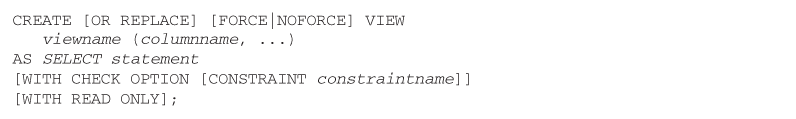 CREATE [OR REPLACE] [FORCE|NOFORCE] VIEW
viewname (columnname, ...)
AS SELECT statement
[WITH CHECK OPTION [CONSTRAINT constraintname]]
[WITH READ ONLY];